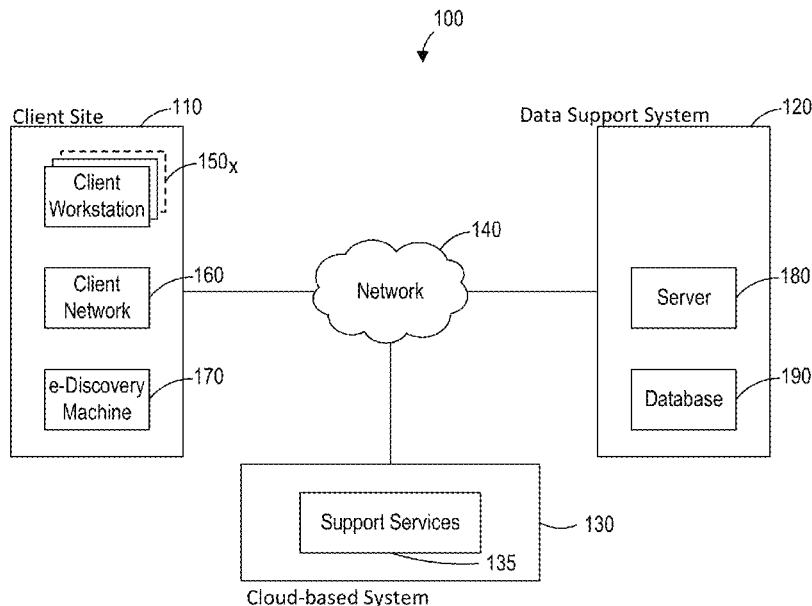 100
Client Site
110
Data Support System
120
Client
Workstation
150x
140
Client
Network
160
Network
Server
180
e-Discovery
Machine
170
Database
190
Support Services
130
135
Cloud-based System